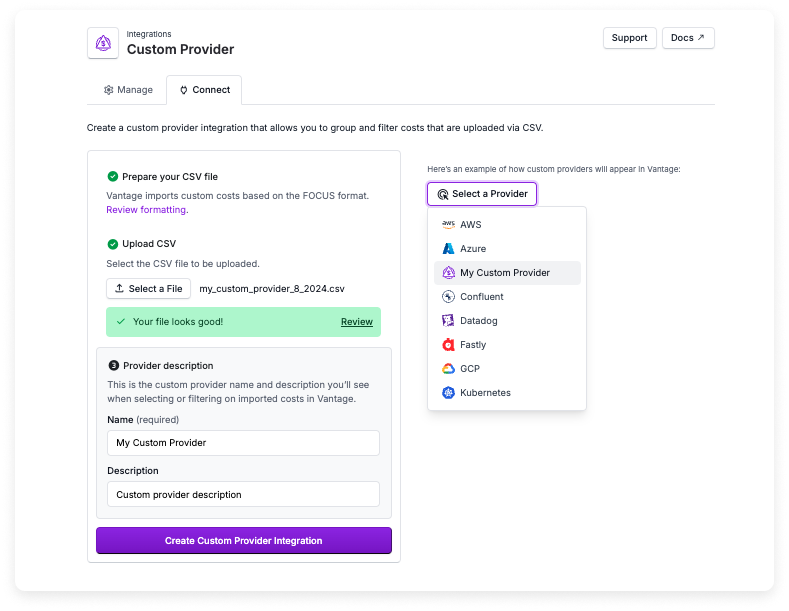 Integrations
Custom Provider
Support
Docs ↗
Manage
Connect
Create a custom provider integration that allows you to group and filter costs that are uploaded via CSV.
Prepare your CSV file
Vantage imports custom costs based on the FOCUS format.
Review formatting.
Upload CSV
Select the CSV file to be uploaded.
Select a File
my_custom_provider_8_2024.csv
Your file looks good!
Review
3 Provider description
This is the custom provider name and description you'll see
when selecting or filtering on imported costs in Vantage.
Name (required)
My Custom Provider
Description
Custom provider description
Create Custom Provider Integration
Here's an example of how custom providers will appear in Vantage:
Select a Provider
aws AWS
Azure
My Custom Provider
Confluent
Datadog
Fastly
GCP
Kubernetes